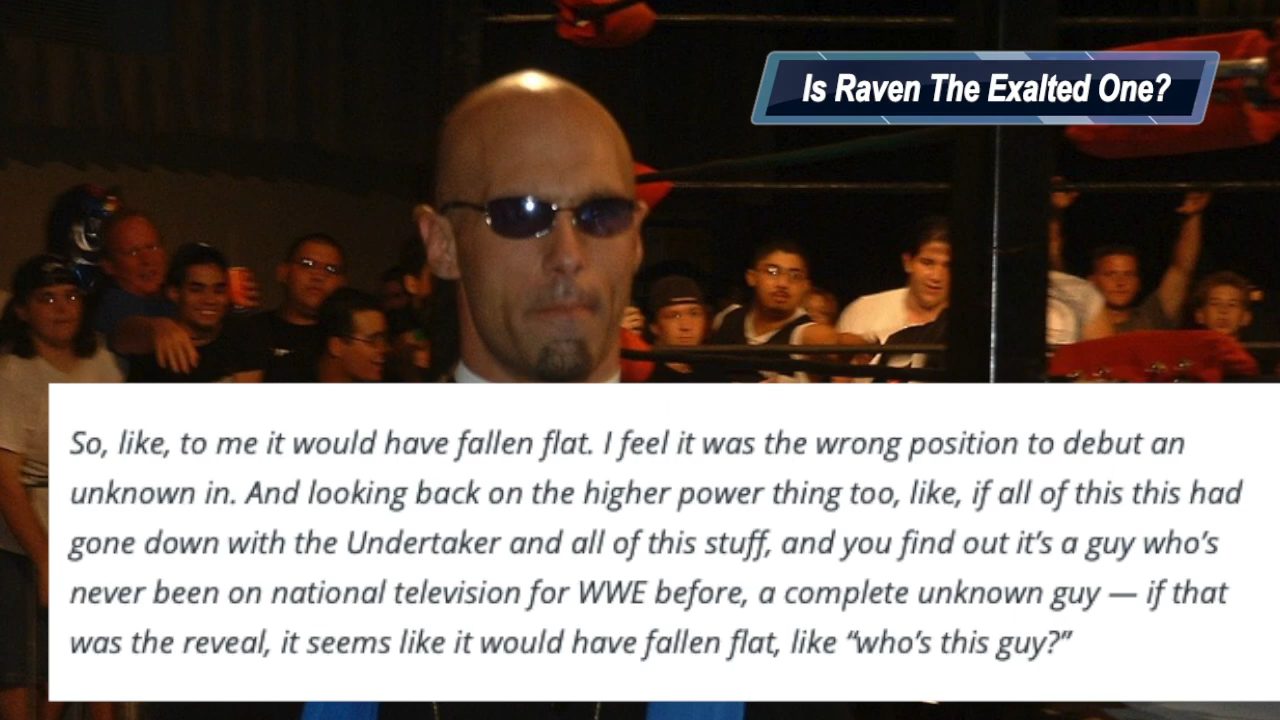 Is Raven The Exalted One?
So, like, to me it would have fallen flat. I feel it was the wrong position to debut an
unknown in. And looking back on the higher power thing too, like, if all of this this had
gone down with the Undertaker and all of this stuff, and you find out it’s a guy who’s
never been on national television for WWE before, a complete unknown guy — if that
was the reveal, it seems like it would have fallen flat, like “who’s this guy?”